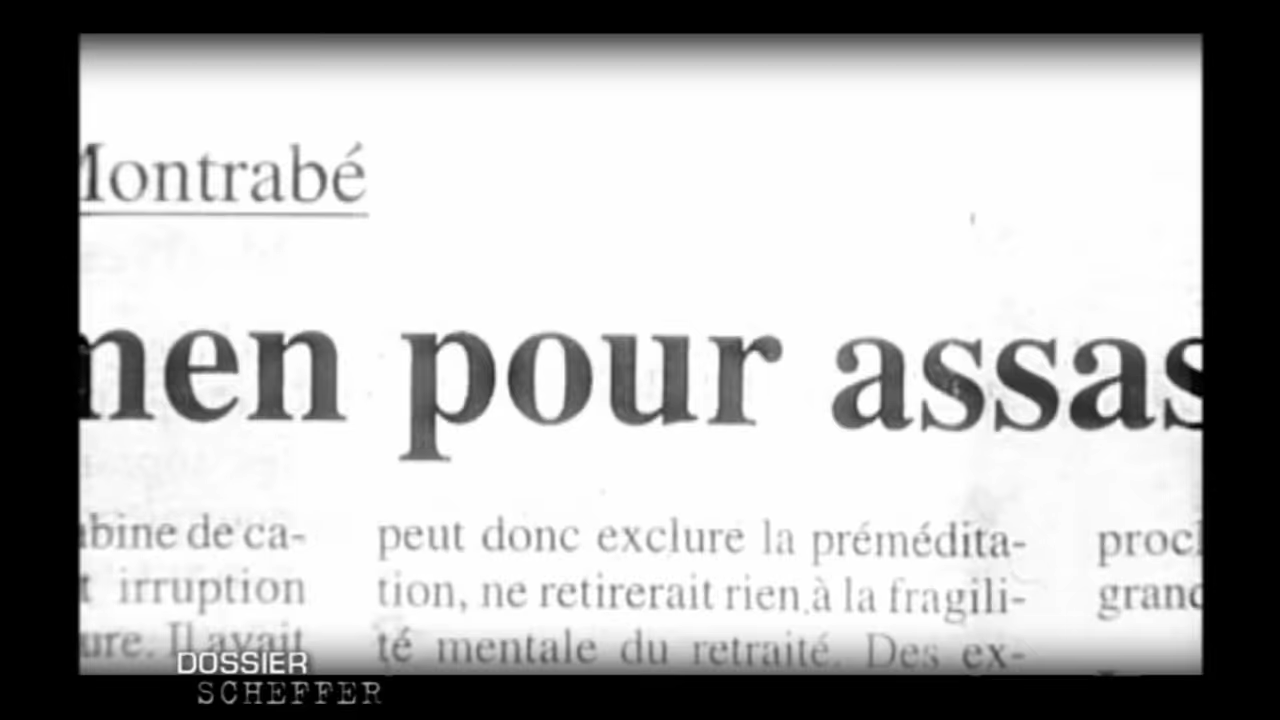 Montrabé
men pour assas
bine de ca-
irruption
ure. Il avait
peut donc exclure la prémédita-
tion, ne retirerait rien à la fragili-
té mentale du retraité. Des ex-
proch
grand
DOSSIER
SCHEFFER